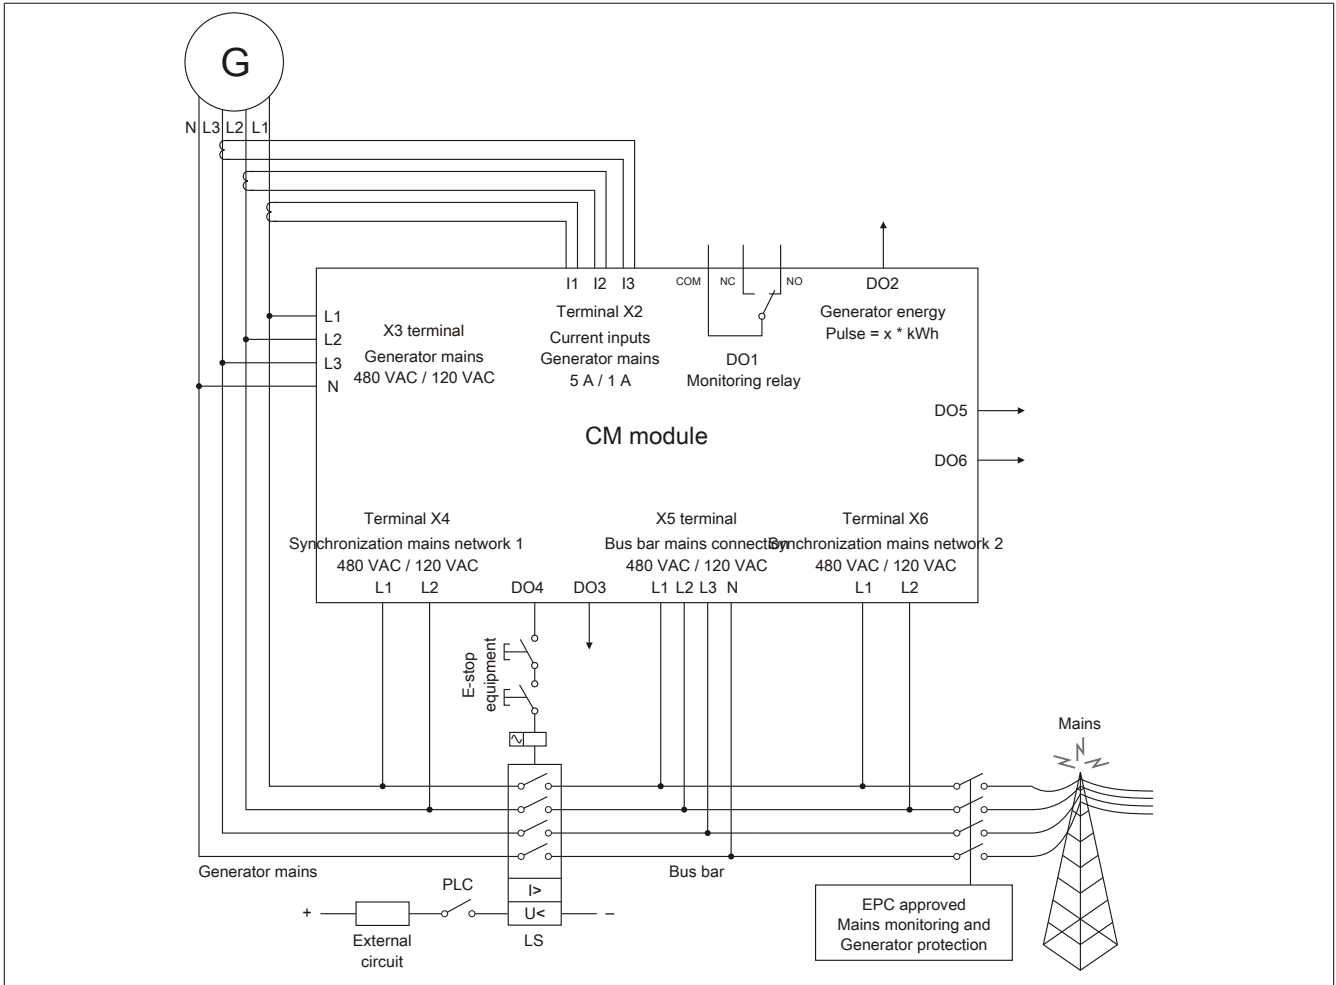 G
N L3 L2 L1
I1 I2 I3
COM NC NO
DO2
Terminal X2
Current inputs
Generator mains
5 A / 1 A
Generator energy
Pulse = x * kWh
L1
L2
L3
N
X3 terminal
Generator mains
480 VAC / 120 VAC
DO1
Monitoring relay
DO5
CM module
DO6
Terminal X4
Synchronization mains network 1
480 VAC / 120 VAC
L1 L2
DO4 DO3
X5 terminal
Bus bar mains connection
480 VAC / 120 VAC
L1 L2 L3 N
Terminal X6
Synchronization mains network 2
480 VAC / 120 VAC
L1 L2
E-stop
equipment
Mains
Generator mains
Bus bar
PLC
I>
U<
+
–
External
circuit
LS
EPC approved
Mains monitoring and
Generator protection